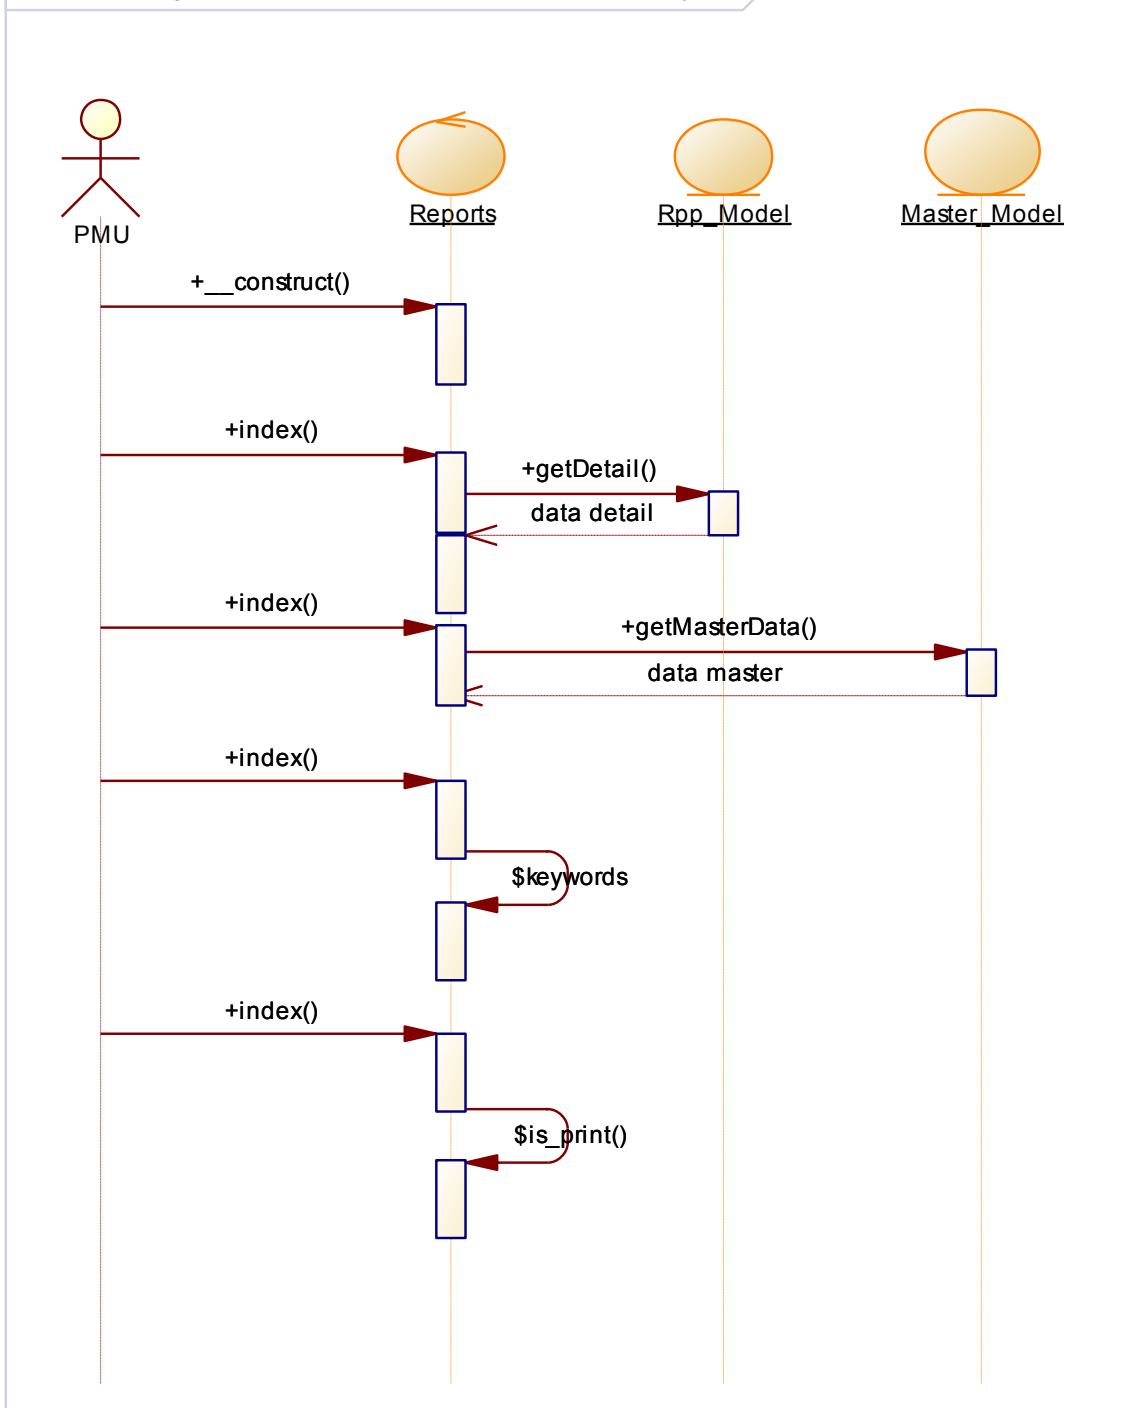 PMU
Reports
Rpp_Model
Master_Model
+__construct()
+index()
+getDetail()
data detail
+index()
+getMasterData()
data master
+index()
$keywords
+index()
$is_print()